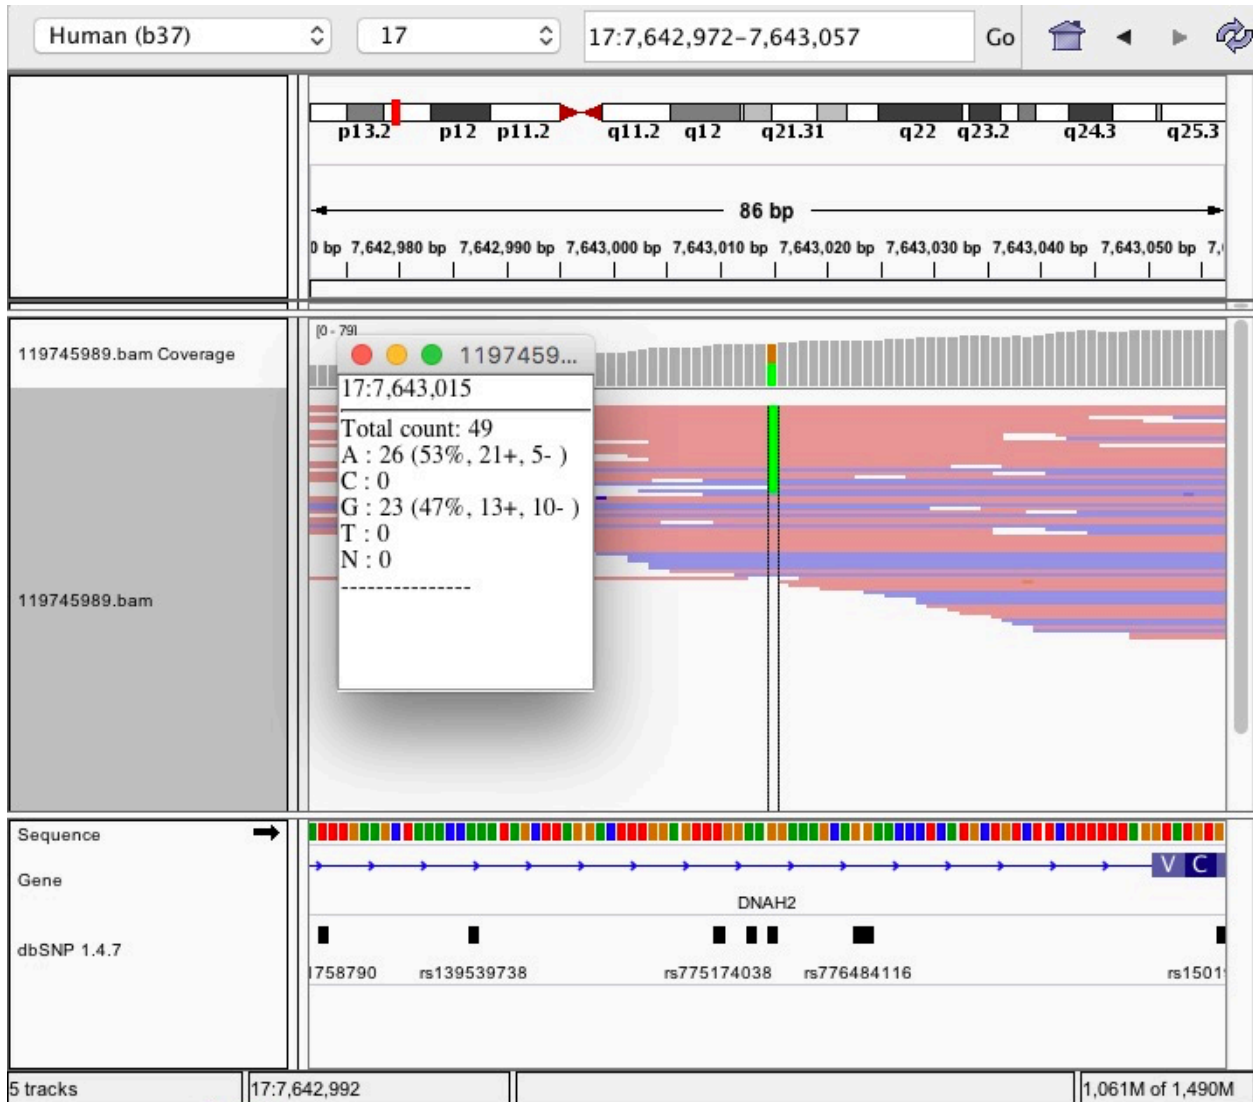 Human (b37) 17 17:7,642,972-7,643,057 Go
p13.2 p12 p11.2 q11.2 q12 q21.31 q22 q23.2 q24.3 q25.3
86 bp
0 bp 7,642,980 bp 7,642,990 bp 7,643,000 bp 7,643,010 bp 7,643,020 bp 7,643,030 bp 7,643,040 bp 7,643,050 bp 7,
[0 - 79]
119745989.bam Coverage
1197459...
17:7,643,015
Total count: 49
A : 26 (53%, 21+, 5- )
C : 0
G : 23 (47%, 13+, 10- )
T : 0
N : 0
---------------
119745989.bam
Sequence
Gene
V C
DNAH2
dbSNP 1.4.7
1758790 rs139539738 rs775174038 rs776484116 rs1501
5 tracks 17:7,642,992 1,061M of 1,490M